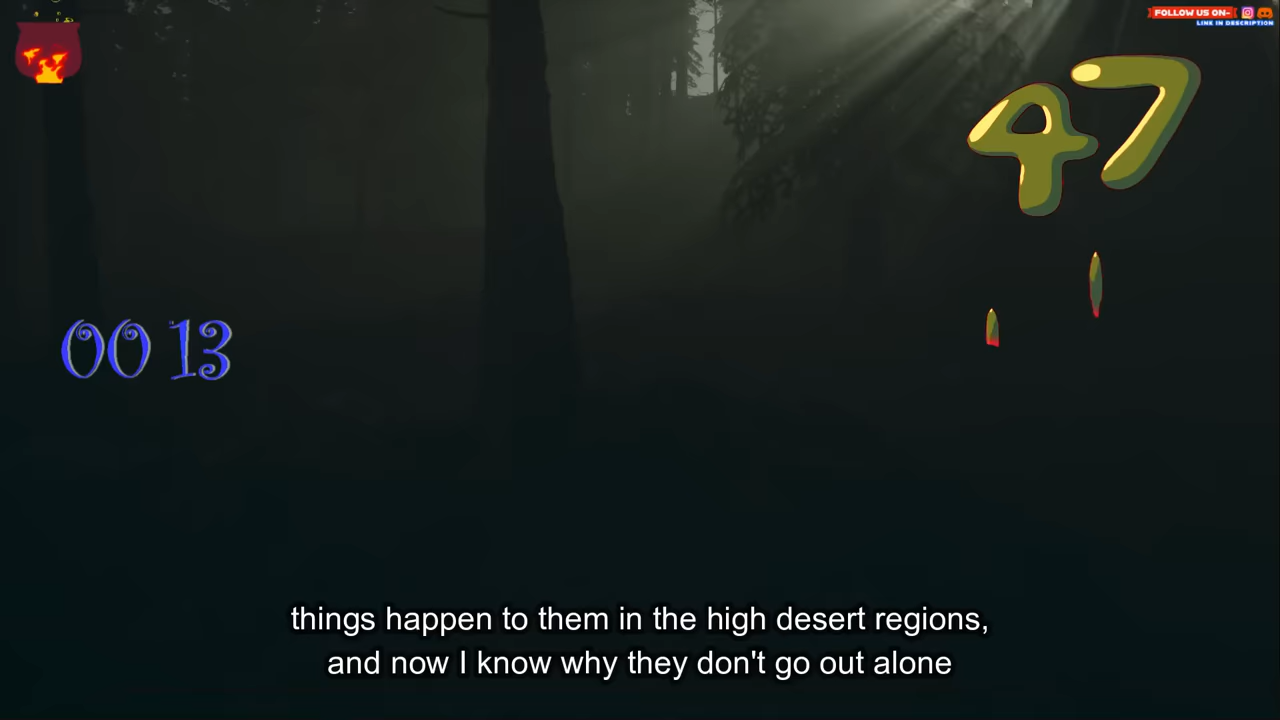 FOLLOW US ON-
LINK IN DESCRIPTION
47
00 13
things happen to them in the high desert regions,
and now I know why they don't go out alone